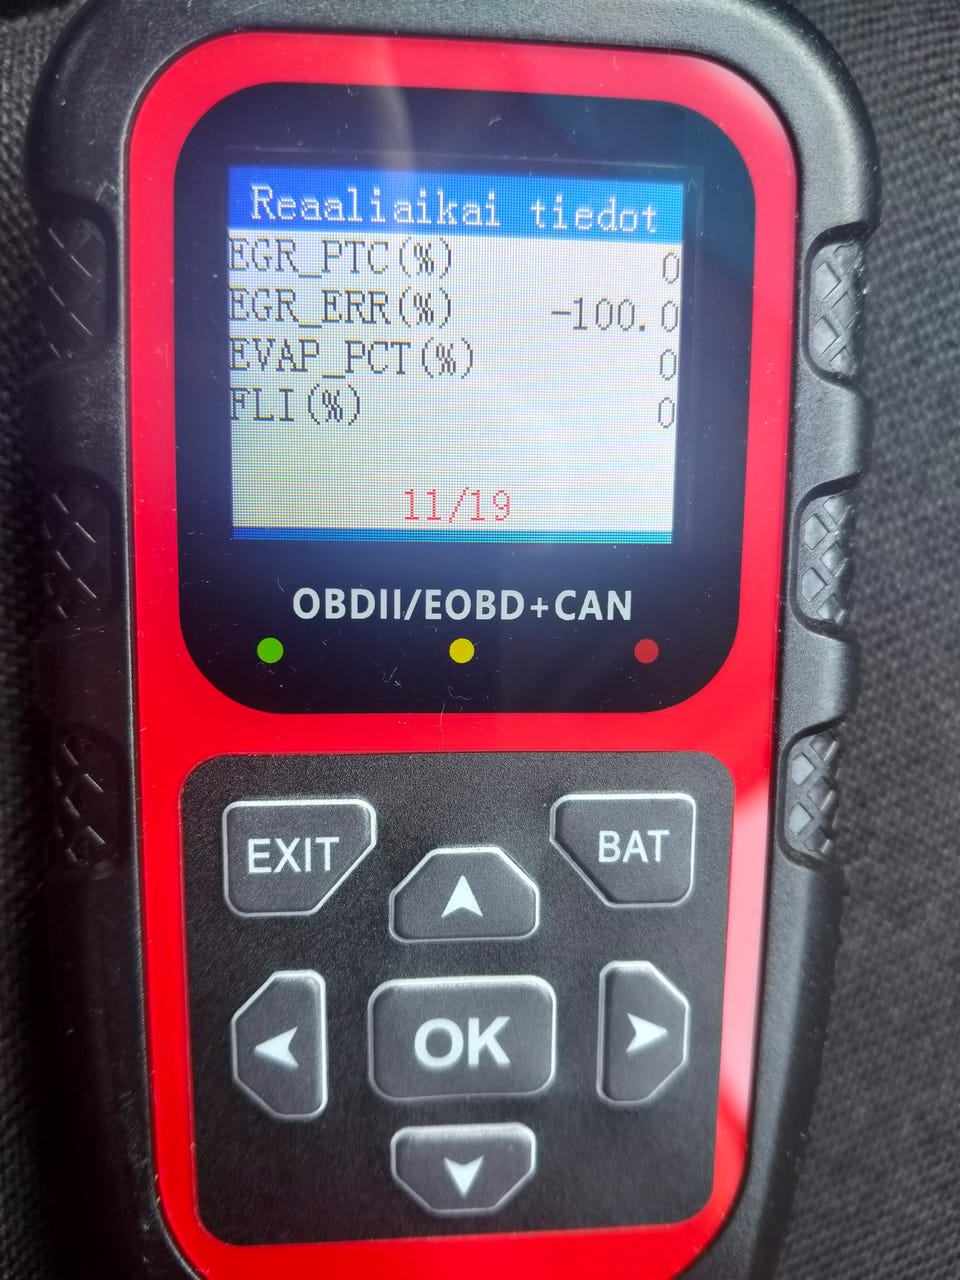 Reaaliaikai tiedot
EGR_PTC(%) 0
EGR_ERR(%) -100.0
EVAP_PCT(%) 0
FLI(%) 0
11/19
OBDII/EOBD+CAN
EXIT
BAT
OK